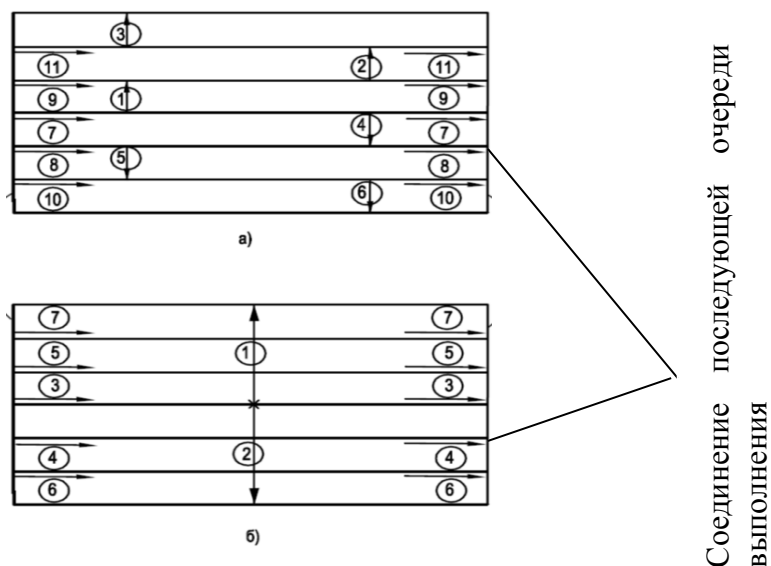 3
11 2 11
9 1 9
7 4 7
8 5 8
10 6 10
а)
7 7
5 1 5
3 3
4 2 4
6 6
б)
Соединение последующей очереди
выполнения